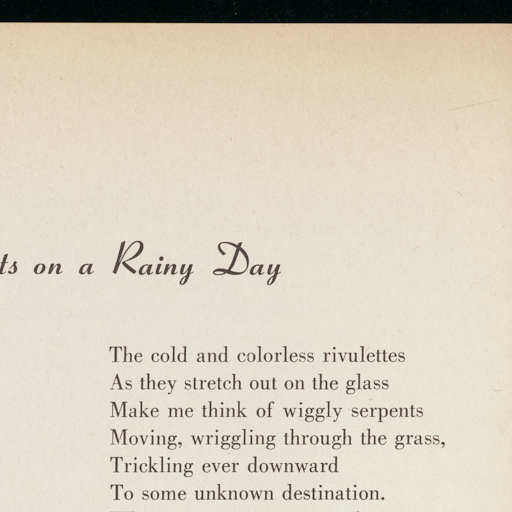 on a Rainy Day
The cold and colorless rivulettes
As they stretch out on the glass
Make me think of wiggly serpents
Moving, wriggling through the grass,
Trickling ever downward
To some unknown destination.